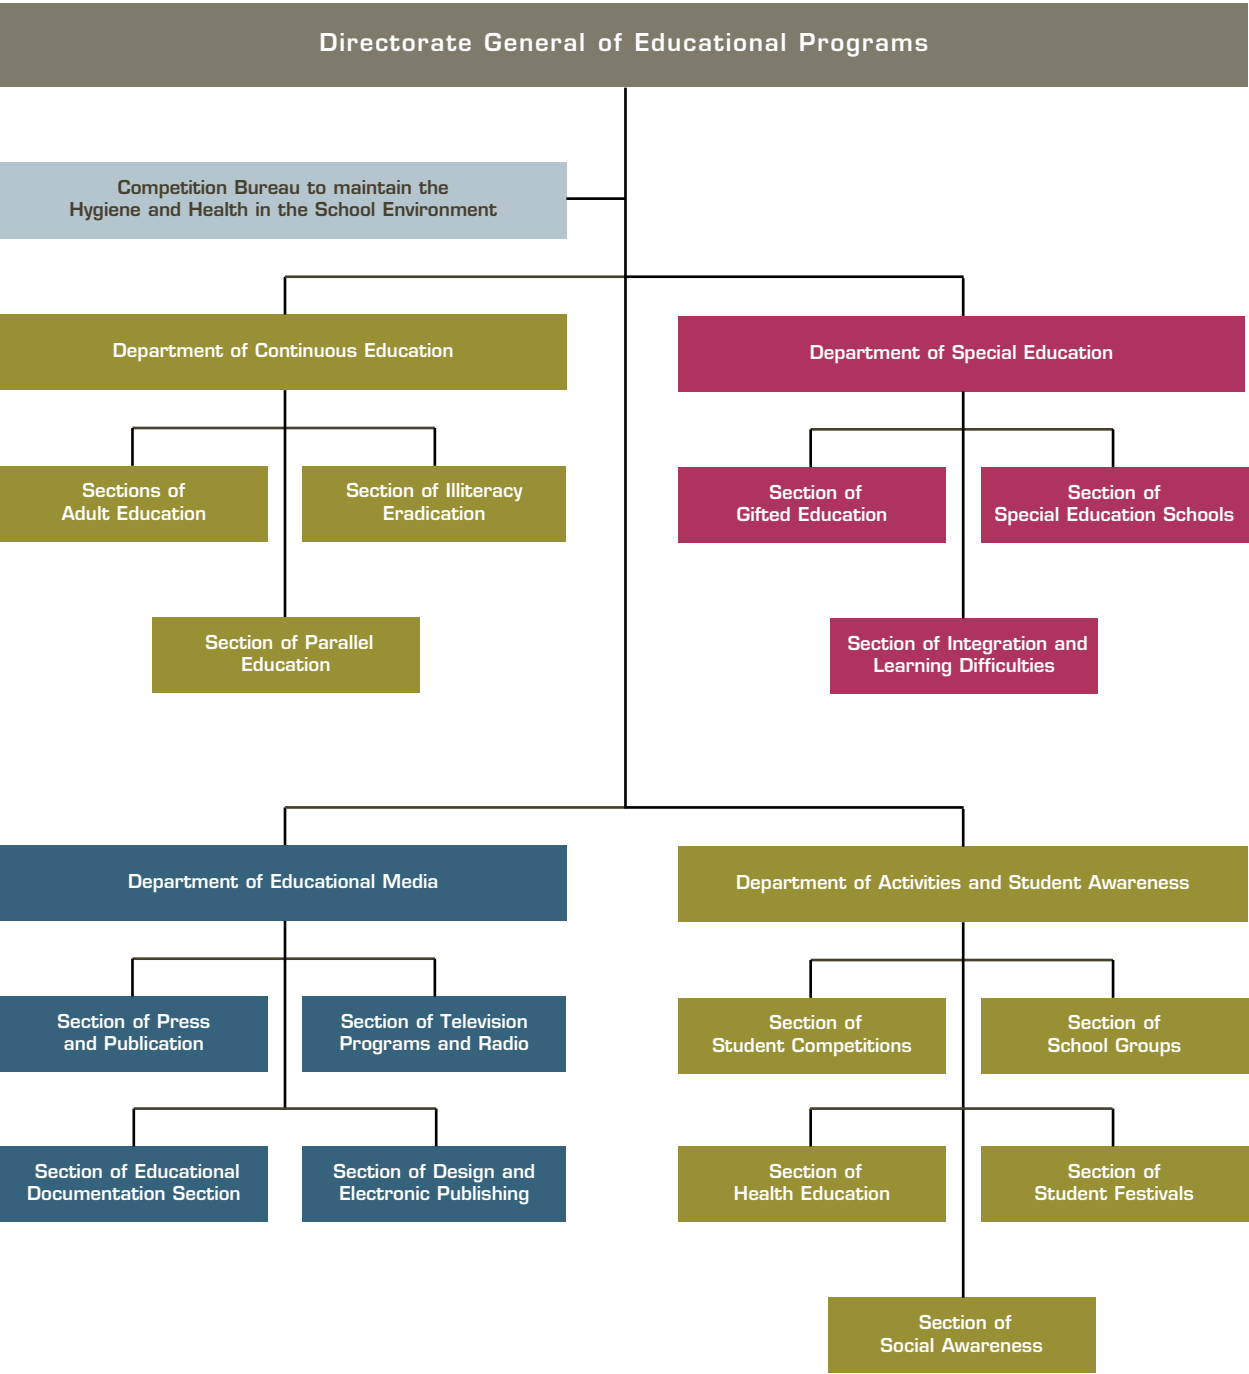 Directorate General of Educational Programs
Competition Bureau to maintain the
Hygiene and Health in the School Environment
Department of Continuous Education
Department of Special Education
Sections of
Adult Education
Section of Illiteracy
Eradication
Section of
Gifted Education
Section of
Special Education Schools
Section of Parallel
Education
Section of Integration and
Learning Difficulties
Department of Educational Media
Department of Activities and Student Awareness
Section of Press
and Publication
Section of Television
Programs and Radio
Section of
Student Competitions
Section of
School Groups
Section of Educational
Documentation Section
Section of Design and
Electronic Publishing
Section of
Health Education
Section of
Student Festivals
Section of
Social Awareness